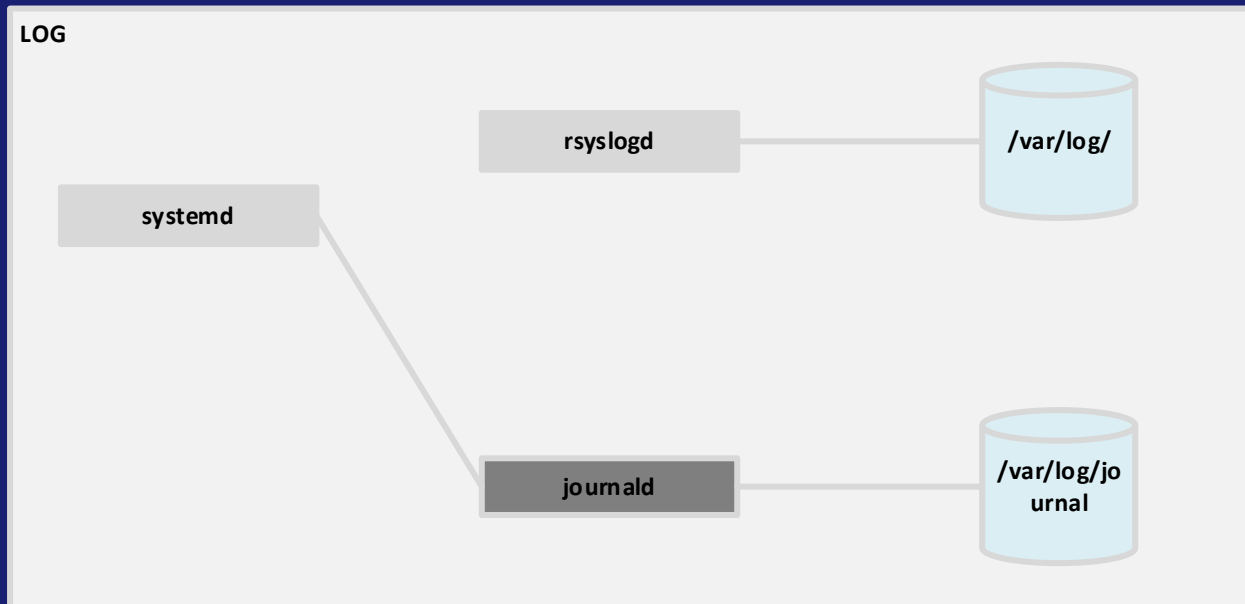 LOG
rsyslogd
/var/log/
systemd
journald
/var/log/jo
urnal